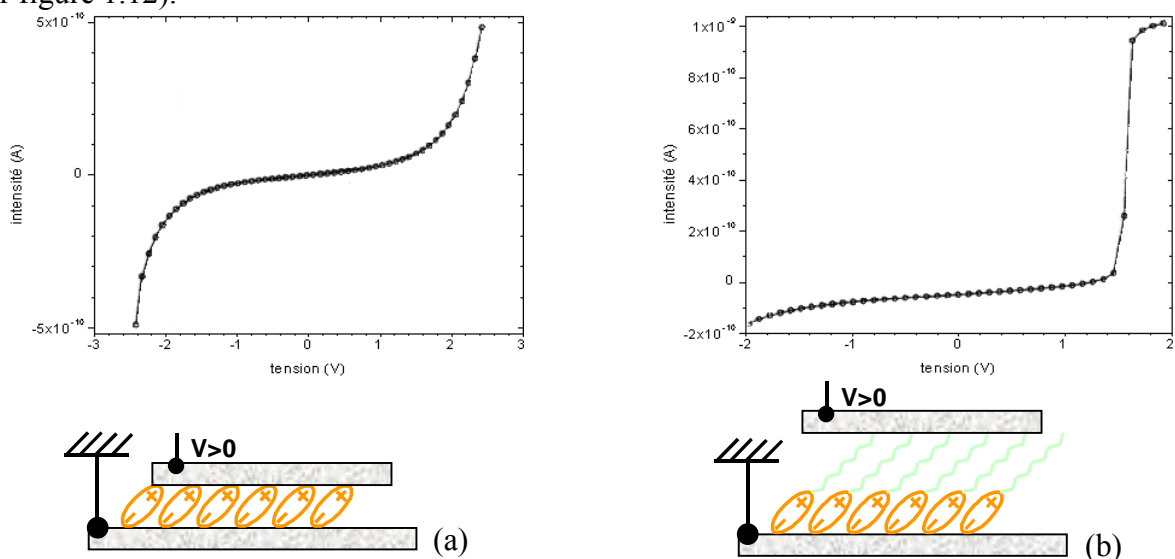 r figure 1.12).
5x10⁻¹⁰
0
-5x10⁻¹⁰
intensité (A)
-3
-2
-1
0
1
2
3
tension (V)
1x10⁻⁹
8x10⁻¹⁰
6x10⁻¹⁰
4x10⁻¹⁰
2x10⁻¹⁰
0
-2x10⁻¹⁰
intensité (A)
-2
-1
0
1
2
tension (V)
V>0
+ + + + + +
- - - - - -
(a)
V>0
+ + + + + +
- - - - - -
(b)